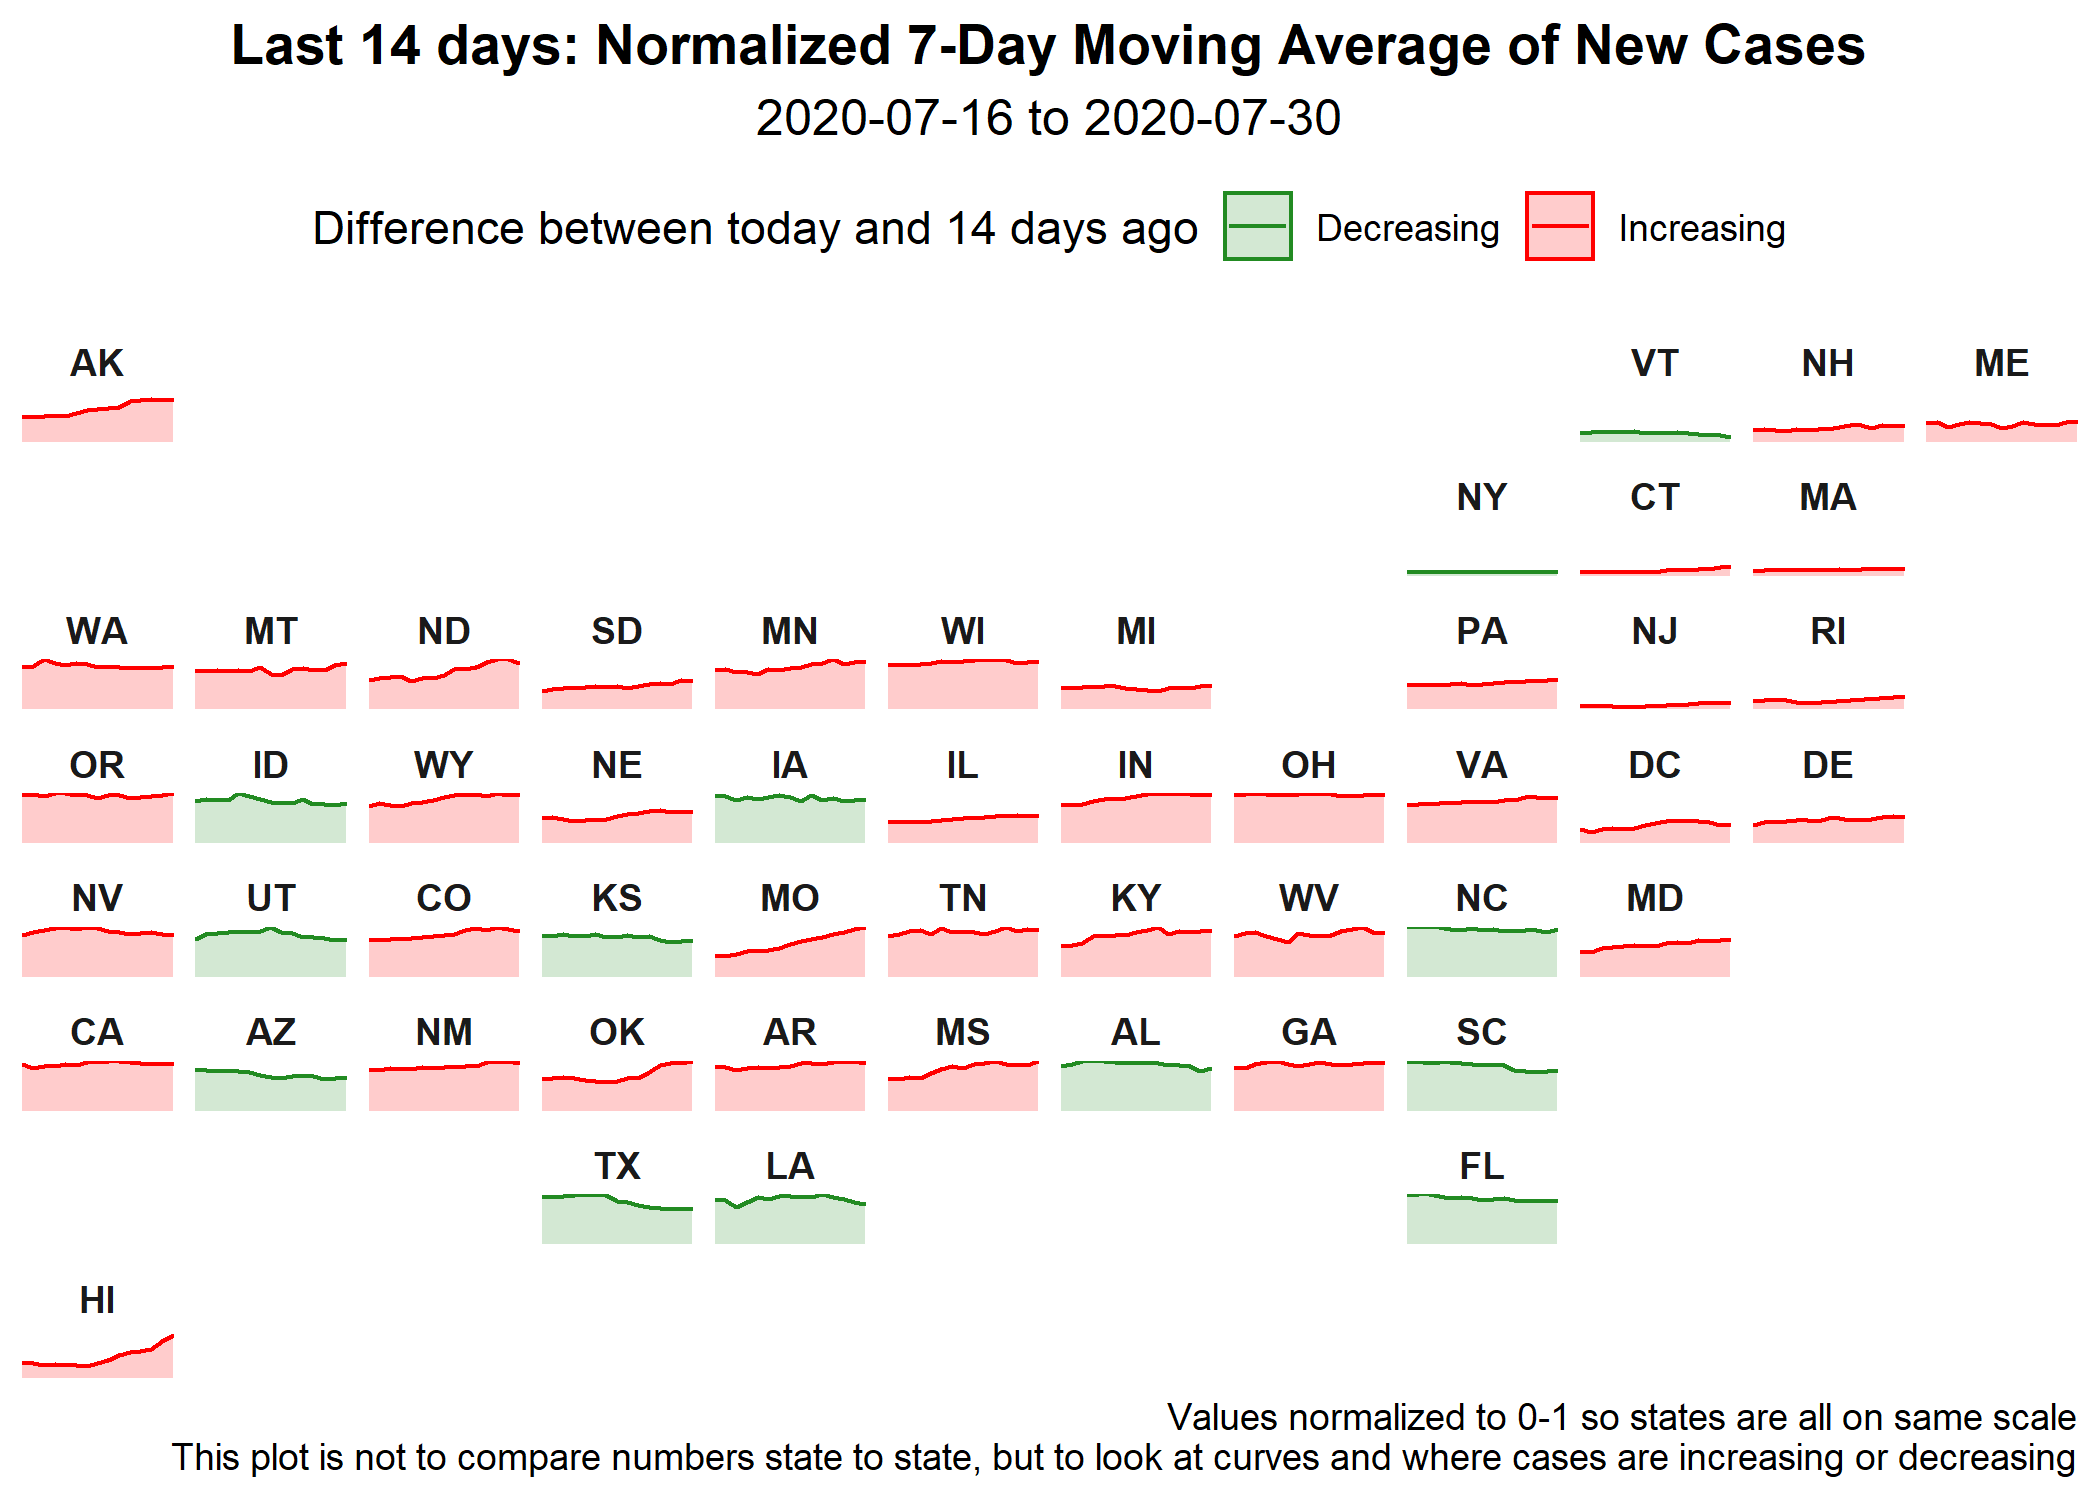 Last 14 days: Normalized 7-Day Moving Average of New Cases
2020-07-16 to 2020-07-30
Difference between today and 14 days ago Decreasing Increasing
AK VT NH ME
NY CT MA
WA MT ND SD MN WI MI PA NJ RI
OR ID WY NE IA IL IN OH VA DC DE
NV UT CO KS MO TN KY WV NC MD
CA AZ NM OK AR MS AL GA SC
TX LA FL
HI
Values normalized to 0-1 so states are all on same scale
This plot is not to compare numbers state to state, but to look at curves and where cases are increasing or decreasing